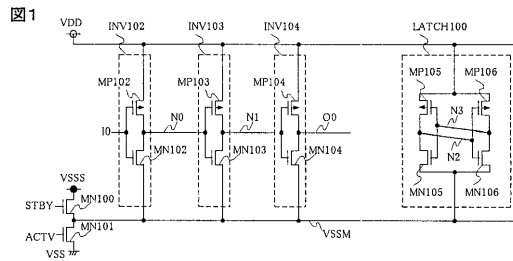 図1
INV102 INV103 INV104 LATCH100
VDD
MP102 MP103 MP104 MP105 MP106
I0 N0 N1 O0 N3
N2
MN102 MN103 MN104
MN105 MN106
VSSS
STBY MN100
ACTV MN101
VSS VSSM